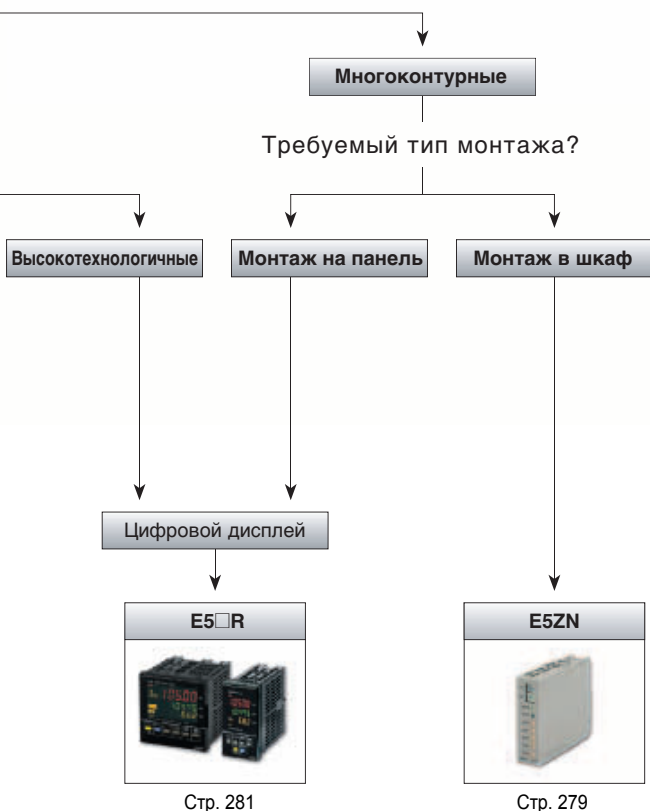 Многоконтурные
Требуемый тип монтажа?
Высокотехнологичные
Монтаж на панель
Монтаж в шкаф
Цифровой дисплей
E5□R
E5ZN
Стр. 281
Стр. 279